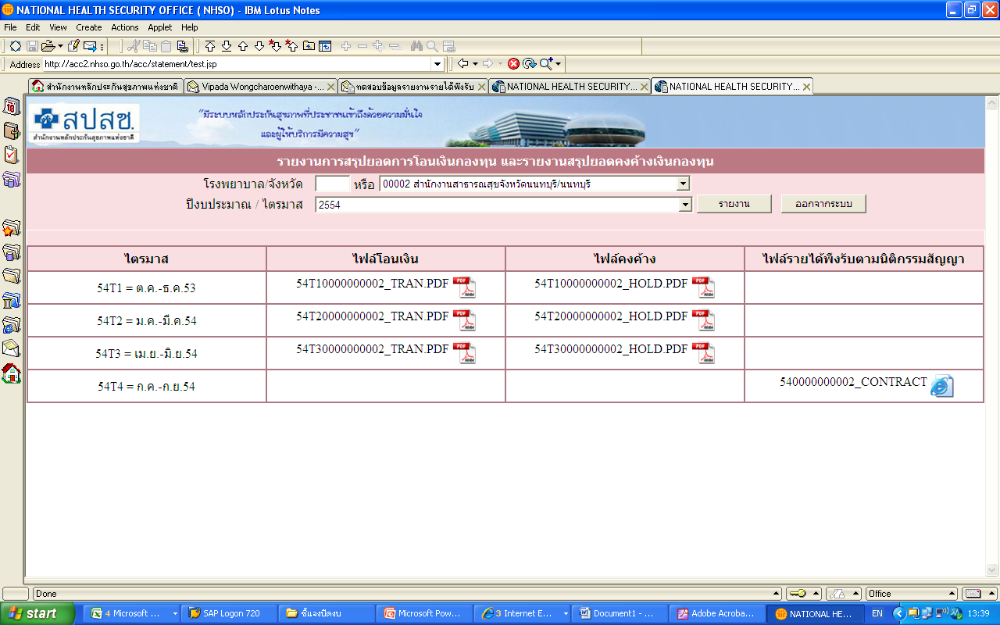 NATIONAL HEALTH SECURITY OFFICE ( NHSO) - IBM Lotus Notes
File Edit View Create Actions Applet Help
Address http://acc2.nhso.go.th/acc/statement/test.jsp
สำนักงานหลักประกันสุขภาพแห่งชาติ Vipada Wongcharoenwithaya -... ทดสอบข้อมูลรายงานรายได้พึงรับ NATIONAL HEALTH SECURITY... NATIONAL HEALTH SECURITY...
สปสช.
สำนักงานหลักประกันสุขภาพแห่งชาติ
"มีระบบหลักประกันสุขภาพที่ประชาชนเข้าถึงด้วยความมั่นใจ
และผู้ให้บริการมีความสุข"
รายงานการสรุปยอดการโอนเงินกองทุน และรายงานสรุปยอดคงค้างเงินกองทุน
โรงพยาบาล/จังหวัด หรือ 00002 สำนักงานสาธารณสุขจังหวัดนนทบุรี/นนทบุรี
ปีงบประมาณ / ไตรมาส 2554 รายงาน ออกจากระบบ
ไตรมาส ไฟล์โอนเงิน ไฟล์คงค้าง ไฟล์รายได้พึงรับตามนิติกรรมสัญญา
54T1 = ต.ค.-ธ.ค.53 54T10000000002_TRAN.PDF 54T10000000002_HOLD.PDF
54T2 = ม.ค.-มี.ค.54 54T20000000002_TRAN.PDF 54T20000000002_HOLD.PDF
54T3 = เม.ย.-มิ.ย.54 54T30000000002_TRAN.PDF 54T30000000002_HOLD.PDF
54T4 = ก.ค.-ก.ย.54 540000000002_CONTRACT
Done Office
start 4 Microsoft ... SAP Logon 720 ชี้แจงปิดงบ Microsoft Pow... 3 Internet E... Document1 - ... Adobe Acroba... NATIONAL HE... EN 13:39